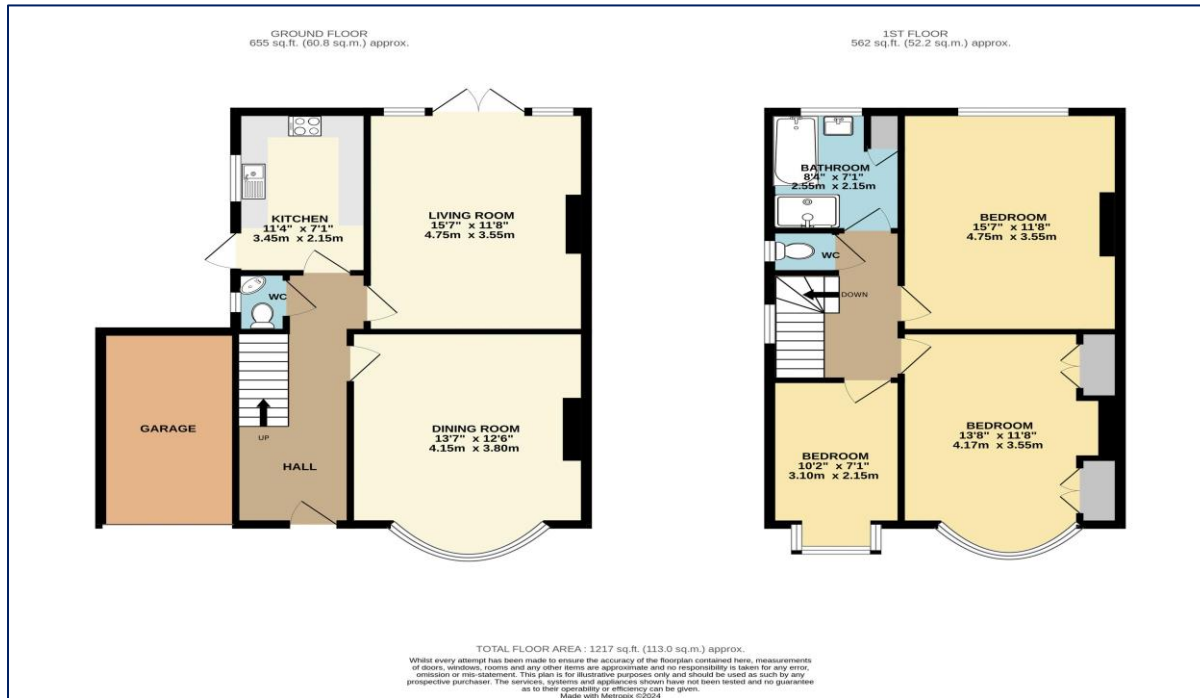 GROUND FLOOR
655 sq.ft. (60.8 sq.m.) approx.
KITCHEN
11'4" x 7'1"
3.45m x 2.15m
LIVING ROOM
15'7" x 11'8"
4.75m x 3.55m
WC
GARAGE
UP
HALL
DINING ROOM
13'7" x 12'6"
4.15m x 3.80m
1ST FLOOR
562 sq.ft. (52.2 sq.m.) approx.
BATHROOM
8'4" x 7'1"
2.55m x 2.15m
BEDROOM
15'7" x 11'8"
4.75m x 3.55m
WC
DOWN
BEDROOM
10'2" x 7'1"
3.10m x 2.15m
BEDROOM
13'8" x 11'8"
4.17m x 3.55m
TOTAL FLOOR AREA : 1217 sq.ft. (113.0 sq.m.) approx.
Whilst every attempt has been made to ensure the accuracy of the floorplan contained here, measurements
of doors, windows, rooms and any other items are approximate and no responsibility is taken for any error,
omission or mis-statement. This plan is for illustrative purposes only and should be used as such by any
prospective purchaser. The services, systems and appliances shown have not been tested and no guarantee
as to their operability or efficiency can be given.
Made with Metropix ©2024